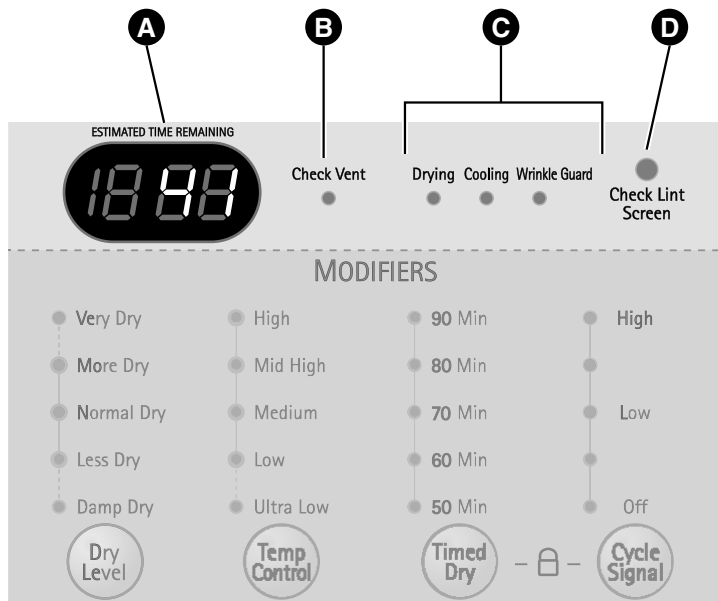 A B C D
ESTIMATED TIME REMAINING
41
Check Vent
Drying Cooling Wrinkle Guard
Check Lint
Screen
MODIFIERS
Very Dry High 90 Min High
More Dry Mid High 80 Min
Normal Dry Medium 70 Min Low
Less Dry Low 60 Min
Damp Dry Ultra Low 50 Min Off
Dry
Level
Temp
Control
Timed
Dry
Cycle
Signal